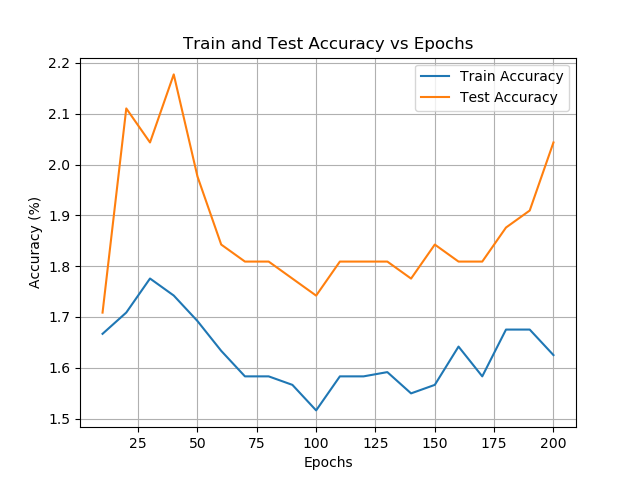 Train and Test Accuracy vs Epochs
Train Accuracy
Test Accuracy
2.2
2.1
2.0
1.9
1.8
1.7
1.6
1.5
Accuracy (%)
25 50 75 100 125 150 175 200
Epochs